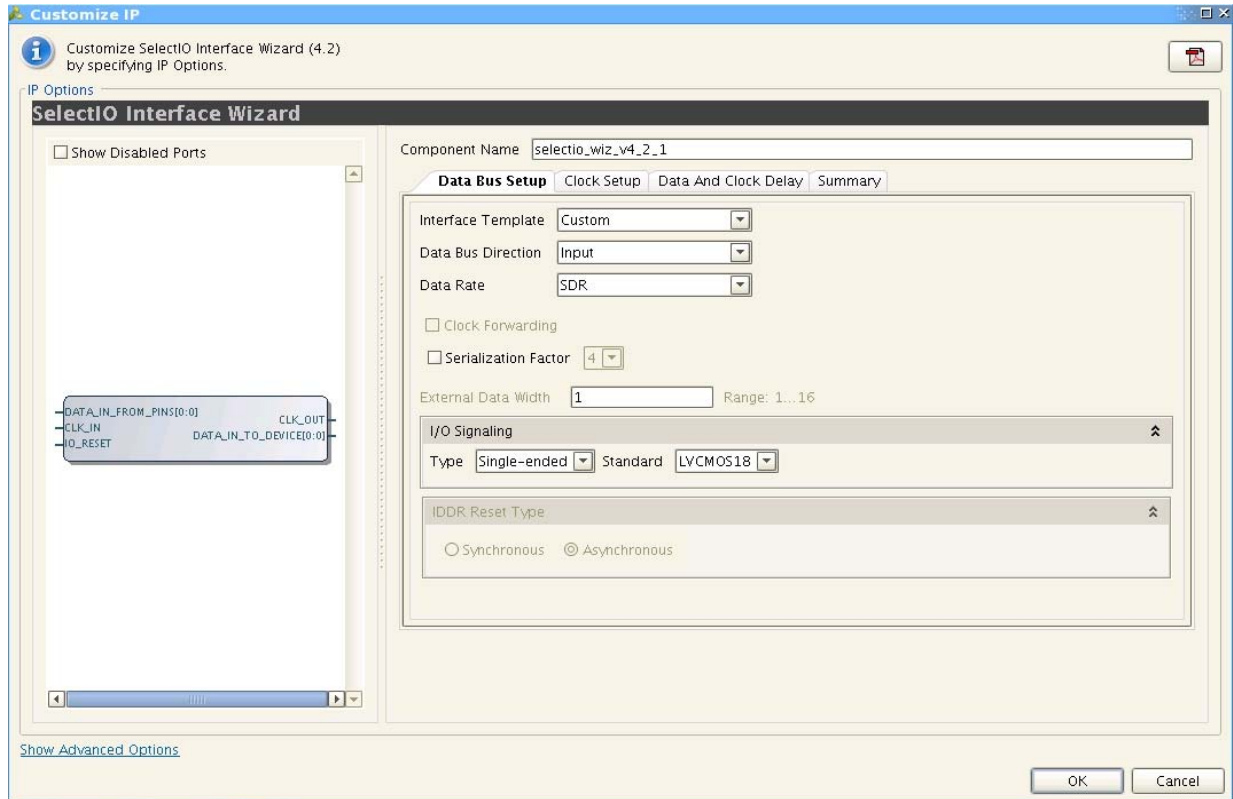 Customize IP
Customize SelectIO Interface Wizard (4.2)
by specifying IP Options.
IP Options
SelectIO Interface Wizard
Show Disabled Ports
DATA_IN_FROM_PINS[0:0]
CLK_IN
IO_RESET
CLK_OUT
DATA_IN_TO_DEVICE[0:0]
Component Name selectio_wiz_v4_2_1
Data Bus Setup Clock Setup Data And Clock Delay Summary
Interface Template Custom
Data Bus Direction Input
Data Rate SDR
Clock Forwarding
Serialization Factor 4
External Data Width 1 Range: 1...16
I/O Signaling
Type Single-ended Standard LVCMOS18
IDDR Reset Type
Synchronous Asynchronous
Show Advanced Options
OK Cancel